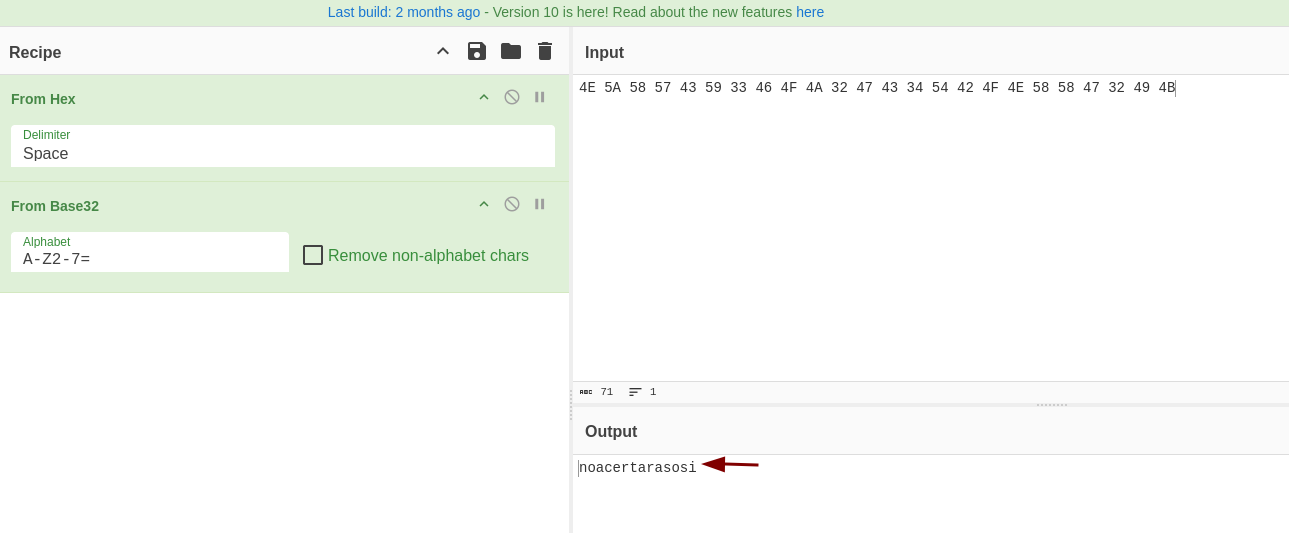 Last build: 2 months ago - Version 10 is here! Read about the new features here
Recipe
From Hex
Delimiter
Space
From Base32
Alphabet
A-Z2-7=
Remove non-alphabet chars
Input
4E 5A 58 57 43 59 33 46 4F 4A 32 47 43 34 54 42 4F 4E 58 58 47 32 49 4B
ABC 71 1
Output
noacertarasosi